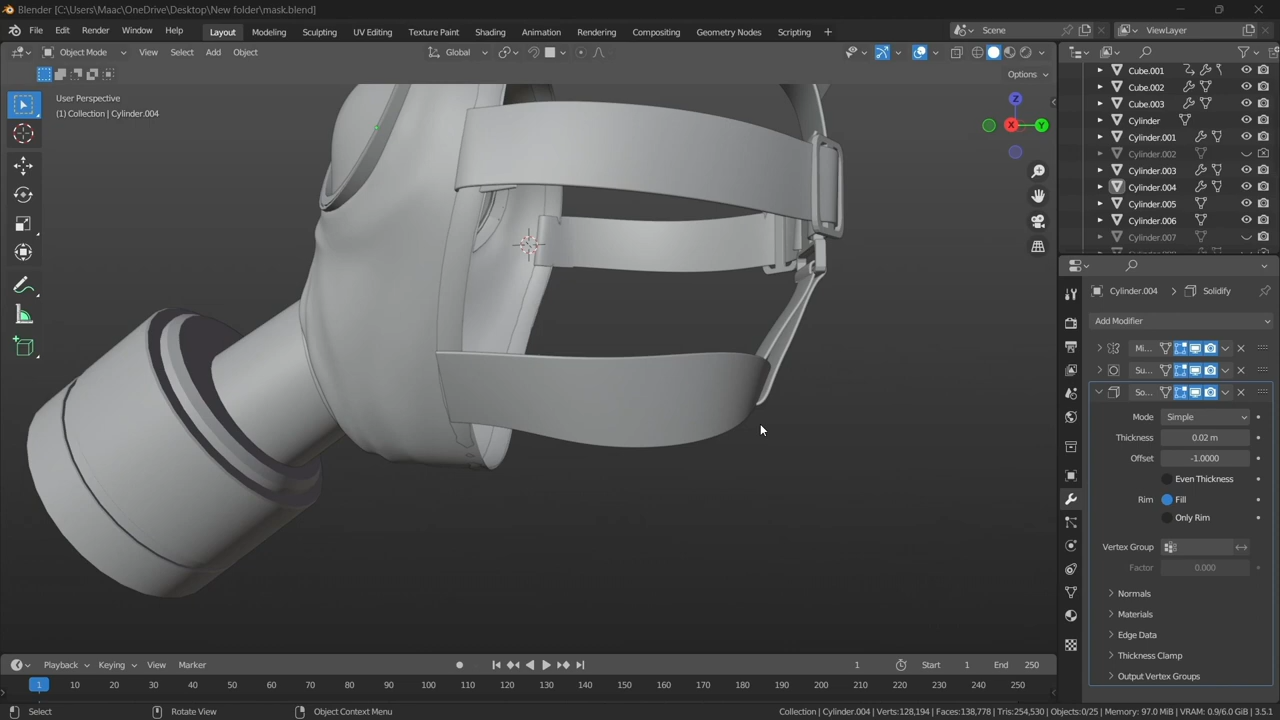 Blender [C:\Users\Maac\OneDrive\Desktop\New folder\mask.blend]
File Edit Render Window Help Layout Modeling Sculpting UV Editing Texture Paint Shading Animation Rendering Compositing Geometry Nodes Scripting + Scene ViewLayer
Object Mode View Select Add Object Global
Options
User Perspective
(1) Collection | Cylinder.004
Z
X
Y
Cube.001
Cube.002
Cube.003
Cylinder
Cylinder.001
Cylinder.002
Cylinder.003
Cylinder.004
Cylinder.005
Cylinder.006
Cylinder.007
Cylinder.004 > Solidify
Add Modifier
Mi...
Su...
So...
Mode Simple
Thickness 0.02 m
Offset -1.0000
Even Thickness
Rim Fill
Only Rim
Vertex Group
Factor 0.000
Normals
Materials
Edge Data
Thickness Clamp
Output Vertex Groups
Playback Keying View Marker 1 Start 1 End 250
1 10 20 30 40 50 60 70 80 90 100 110 120 130 140 150 160 170 180 190 200 210 220 230 240 250
Select Rotate View Object Context Menu Collection | Cylinder.004 | Verts:128,194 | Faces:138,778 | Tris:254,530 | Objects:0/25 | Memory: 97.0 MiB | VRAM: 0.9/6.0 GiB | 3.5.1